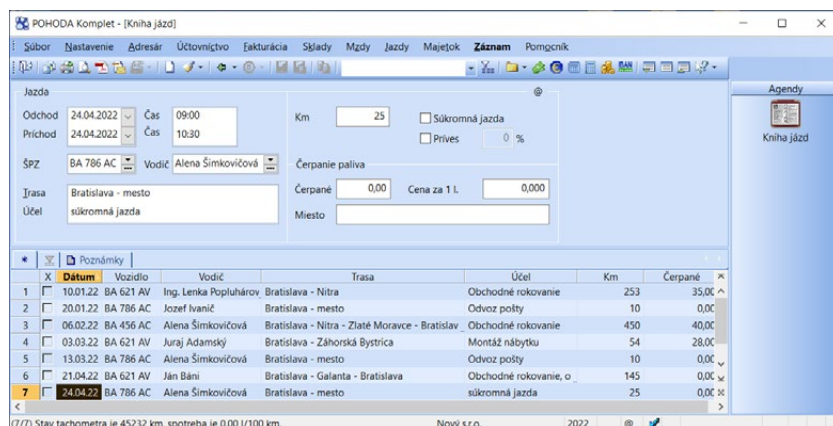 POHODA Komplet - [Kniha jázd]
Súbor Nastavenie Adresár Účtovníctvo Fakturácia Sklady Mzdy Jazdy Majetok Záznam Pomocník
Jazda @ Agendy
Odchod 24.04.2022 Čas 09:00 Km 25 Súkromná jazda Kniha jázd
Príchod 24.04.2022 Čas 10:30 Príves 0 %
ŠPZ BA 786 AC Vodič Alena Šimkovičová Čerpanie paliva
Trasa Bratislava - mesto Čerpané 0,00 Cena za 1 l. 0,000
Účel súkromná jazda Miesto
* Poznámky
X Dátum Vozidlo Vodič Trasa Účel Km Čerpané
1 10.01.22 BA 621 AV Ing. Lenka Popluhárov Bratislava - Nitra Obchodné rokovanie 253 35,00
2 20.01.22 BA 786 AC Jozef Ivanič Bratislava - mesto Odvoz pošty 10 0,00
3 06.02.22 BA 456 AC Alena Šimkovičová Bratislava - Nitra - Zlaté Moravce - Bratislav Obchodné rokovanie 450 40,00
4 03.03.22 BA 621 AV Juraj Adamský Bratislava - Záhorská Bystrica Montáž nábytku 54 28,00
5 13.03.22 BA 786 AC Alena Šimkovičová Bratislava - mesto Odvoz pošty 10 0,00
6 21.04.22 BA 621 AV Ján Báni Bratislava - Galanta - Bratislava Obchodné rokovanie, o 145 0,00
7 24.04.22 BA 786 AC Alena Šimkovičová Bratislava - mesto súkromná jazda 25 0,00
(7/7) Stav tachometra je 45232 km, spotreba je 0,00 l/100 km. Nový s.r.o. 2022 @